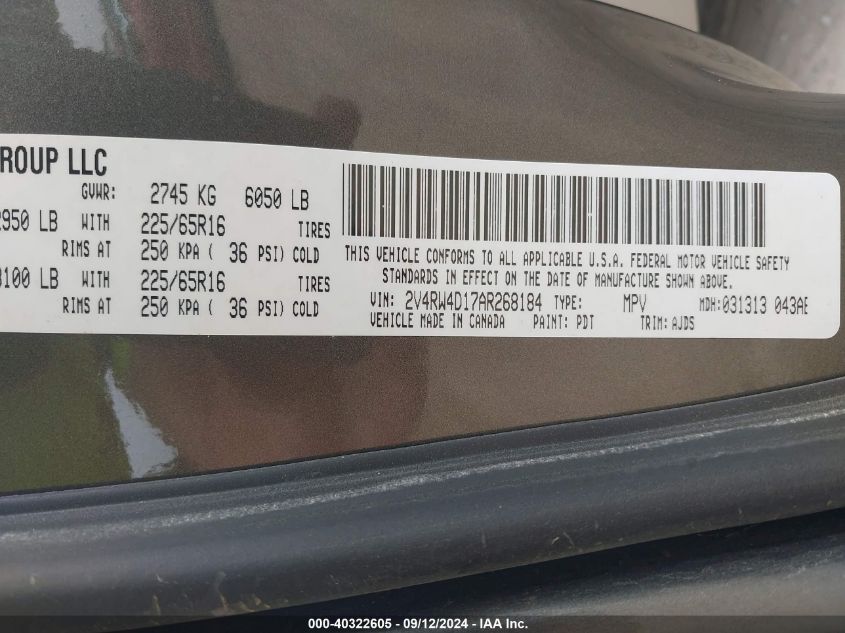 ROUP LLC
GVWR: 2745 KG 6050 LB
2950 LB WITH 225/65R16 TIRES
RIMS AT 250 KPA ( 36 PSI) COLD
3100 LB WITH 225/65R16 TIRES
RIMS AT 250 KPA ( 36 PSI) COLD
THIS VEHICLE CONFORMS TO ALL APPLICABLE U.S.A. FEDERAL MOTOR VEHICLE SAFETY
STANDARDS IN EFFECT ON THE DATE OF MANUFACTURE SHOWN ABOVE.
VIN: 2V4RW4D17AR268184 TYPE: MPV MDH:031313 043AE
VEHICLE MADE IN CANADA PAINT: PDT TRIM: AJDS
000-40322605 - 09/12/2024 - IAA Inc.